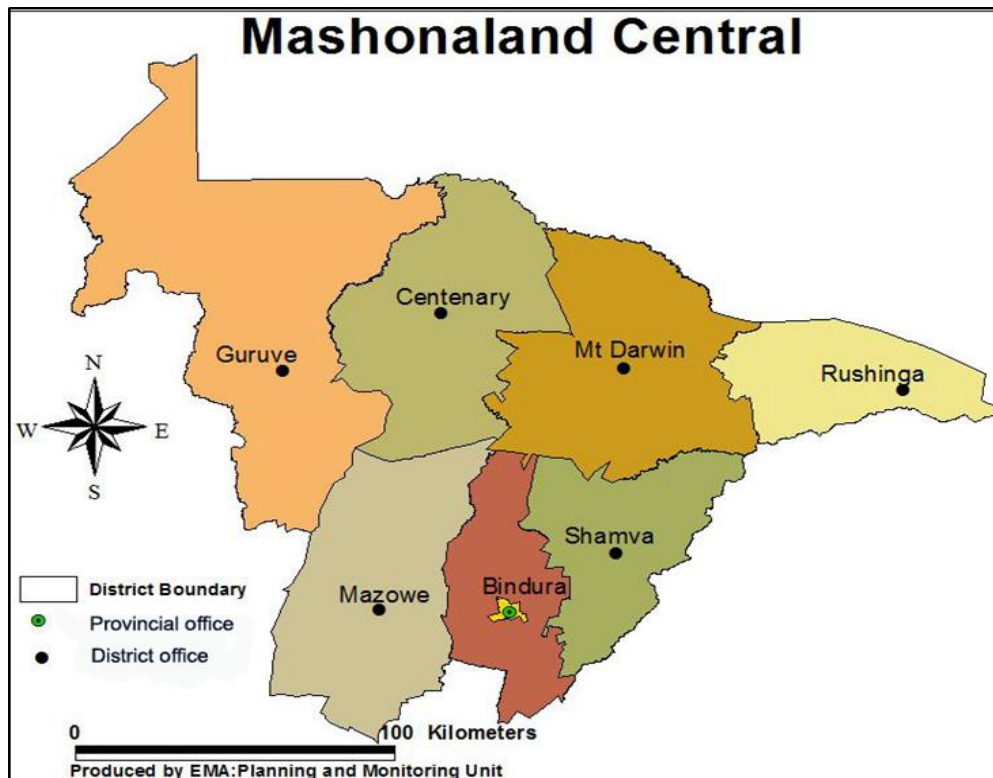 Mashonaland Central
Centenary
Guruve
Mt Darwin
Rushinga
N
W E
S
Shamva
Bindura
Mazowe
District Boundary
Provincial office
District office
0 100 Kilometers
Produced by EMA:Planning and Monitoring Unit